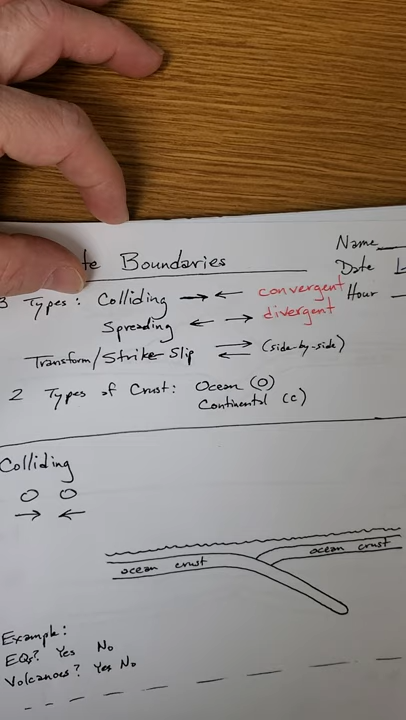 te Boundaries
Name
Date
Hour
3 Types: Colliding → ← convergent
Spreading ← → divergent
Transform/Strike-Slip → ← (side-by-side)
2 Types of Crust: Ocean (O)
Continental (C)
Colliding
O O
→ ←
ocean crust
ocean crust
Example:
EQs? Yes No
Volcanoes? Yes No